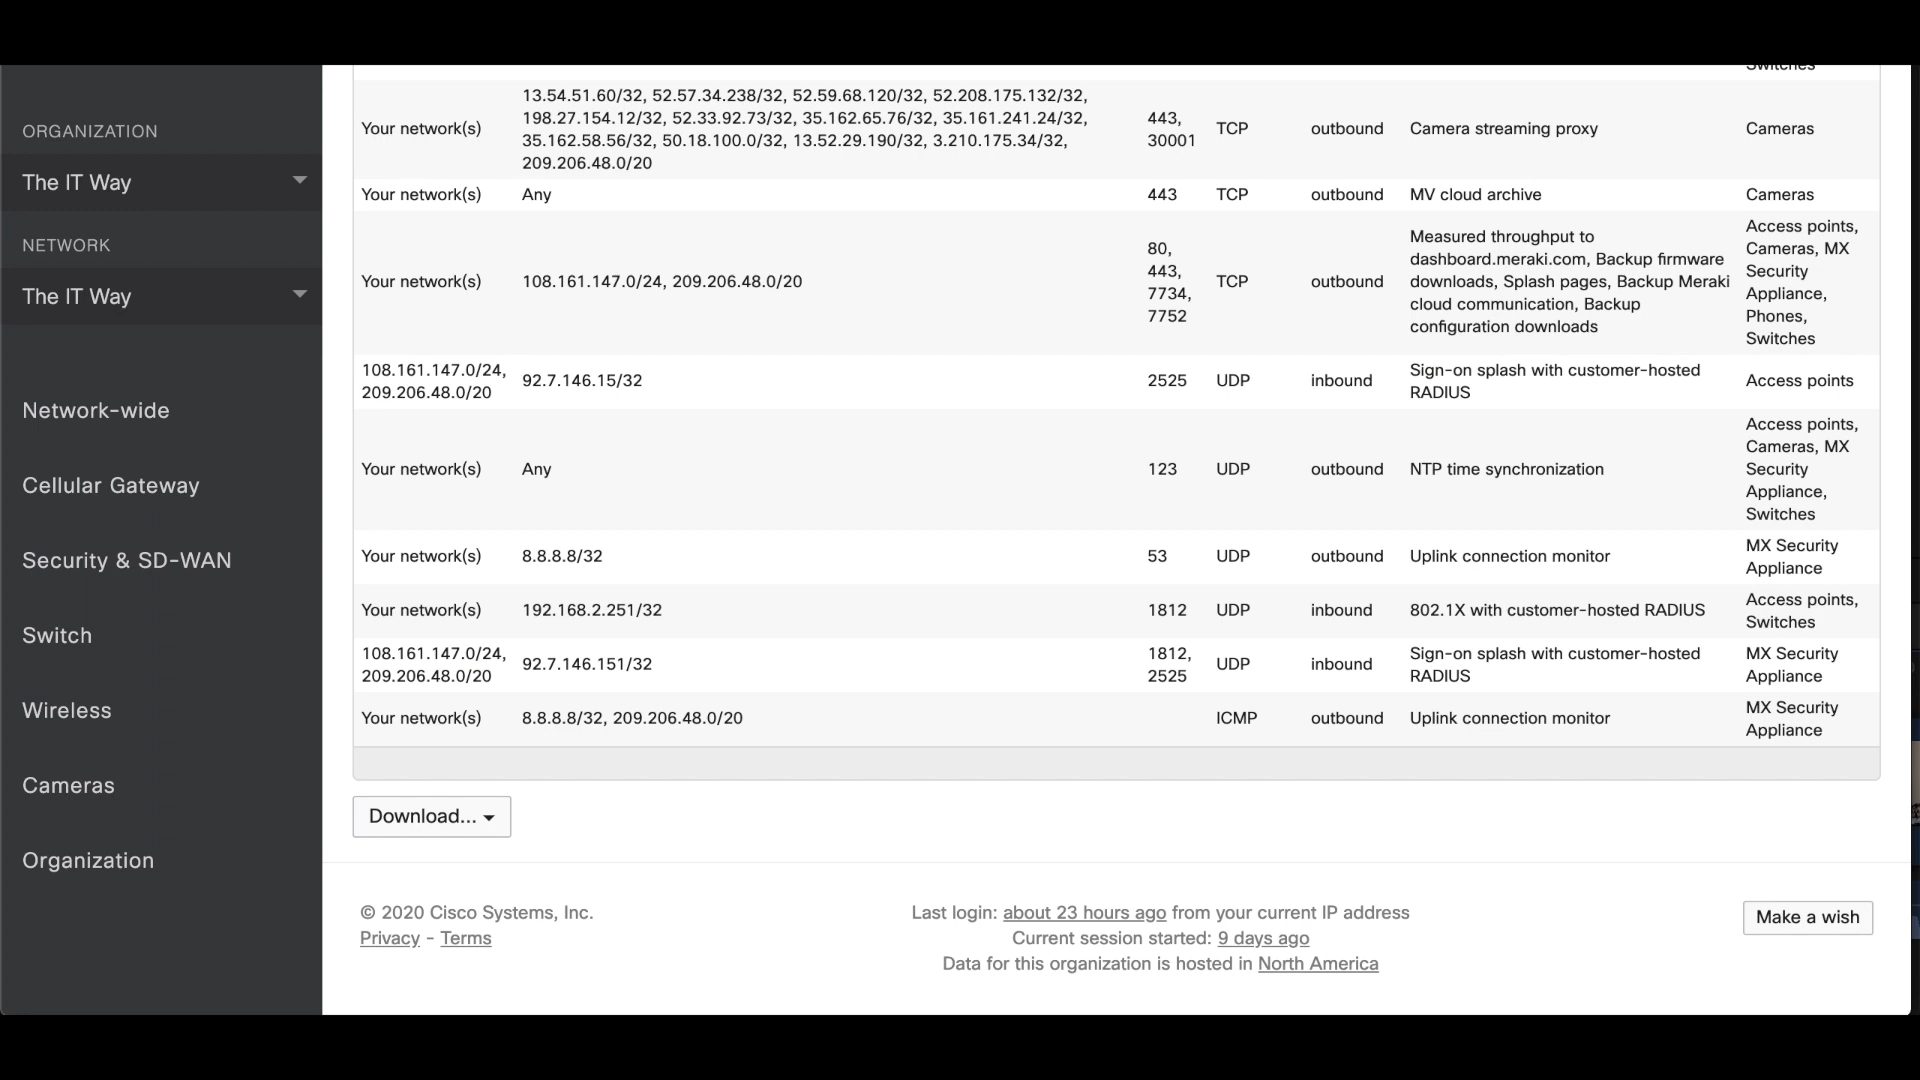 Switches
ORGANIZATION
The IT Way
NETWORK
The IT Way
Network-wide
Cellular Gateway
Security & SD-WAN
Switch
Wireless
Cameras
Organization
Your network(s)
13.54.51.60/32, 52.57.34.238/32, 52.59.68.120/32, 52.208.175.132/32,
198.27.154.12/32, 52.33.92.73/32, 35.162.65.76/32, 35.161.241.24/32,
35.162.58.56/32, 50.18.100.0/32, 13.52.29.190/32, 3.210.175.34/32,
209.206.48.0/20
443,
30001
TCP
outbound
Camera streaming proxy
Cameras
Your network(s)
Any
443
TCP
outbound
MV cloud archive
Cameras
Your network(s)
108.161.147.0/24, 209.206.48.0/20
80,
443,
7734,
7752
TCP
outbound
Measured throughput to
dashboard.meraki.com, Backup firmware
downloads, Splash pages, Backup Meraki
cloud communication, Backup
configuration downloads
Access points,
Cameras, MX
Security
Appliance,
Phones,
Switches
108.161.147.0/24,
209.206.48.0/20
92.7.146.15/32
2525
UDP
inbound
Sign-on splash with customer-hosted
RADIUS
Access points
Your network(s)
Any
123
UDP
outbound
NTP time synchronization
Access points,
Cameras, MX
Security
Appliance,
Switches
Your network(s)
8.8.8.8/32
53
UDP
outbound
Uplink connection monitor
MX Security
Appliance
Your network(s)
192.168.2.251/32
1812
UDP
inbound
802.1X with customer-hosted RADIUS
Access points,
Switches
108.161.147.0/24,
209.206.48.0/20
92.7.146.151/32
1812,
2525
UDP
inbound
Sign-on splash with customer-hosted
RADIUS
MX Security
Appliance
Your network(s)
8.8.8.8/32, 209.206.48.0/20
ICMP
outbound
Uplink connection monitor
MX Security
Appliance
Download...
© 2020 Cisco Systems, Inc.
Privacy - Terms
Last login: about 23 hours ago from your current IP address
Current session started: 9 days ago
Data for this organization is hosted in North America
Make a wish